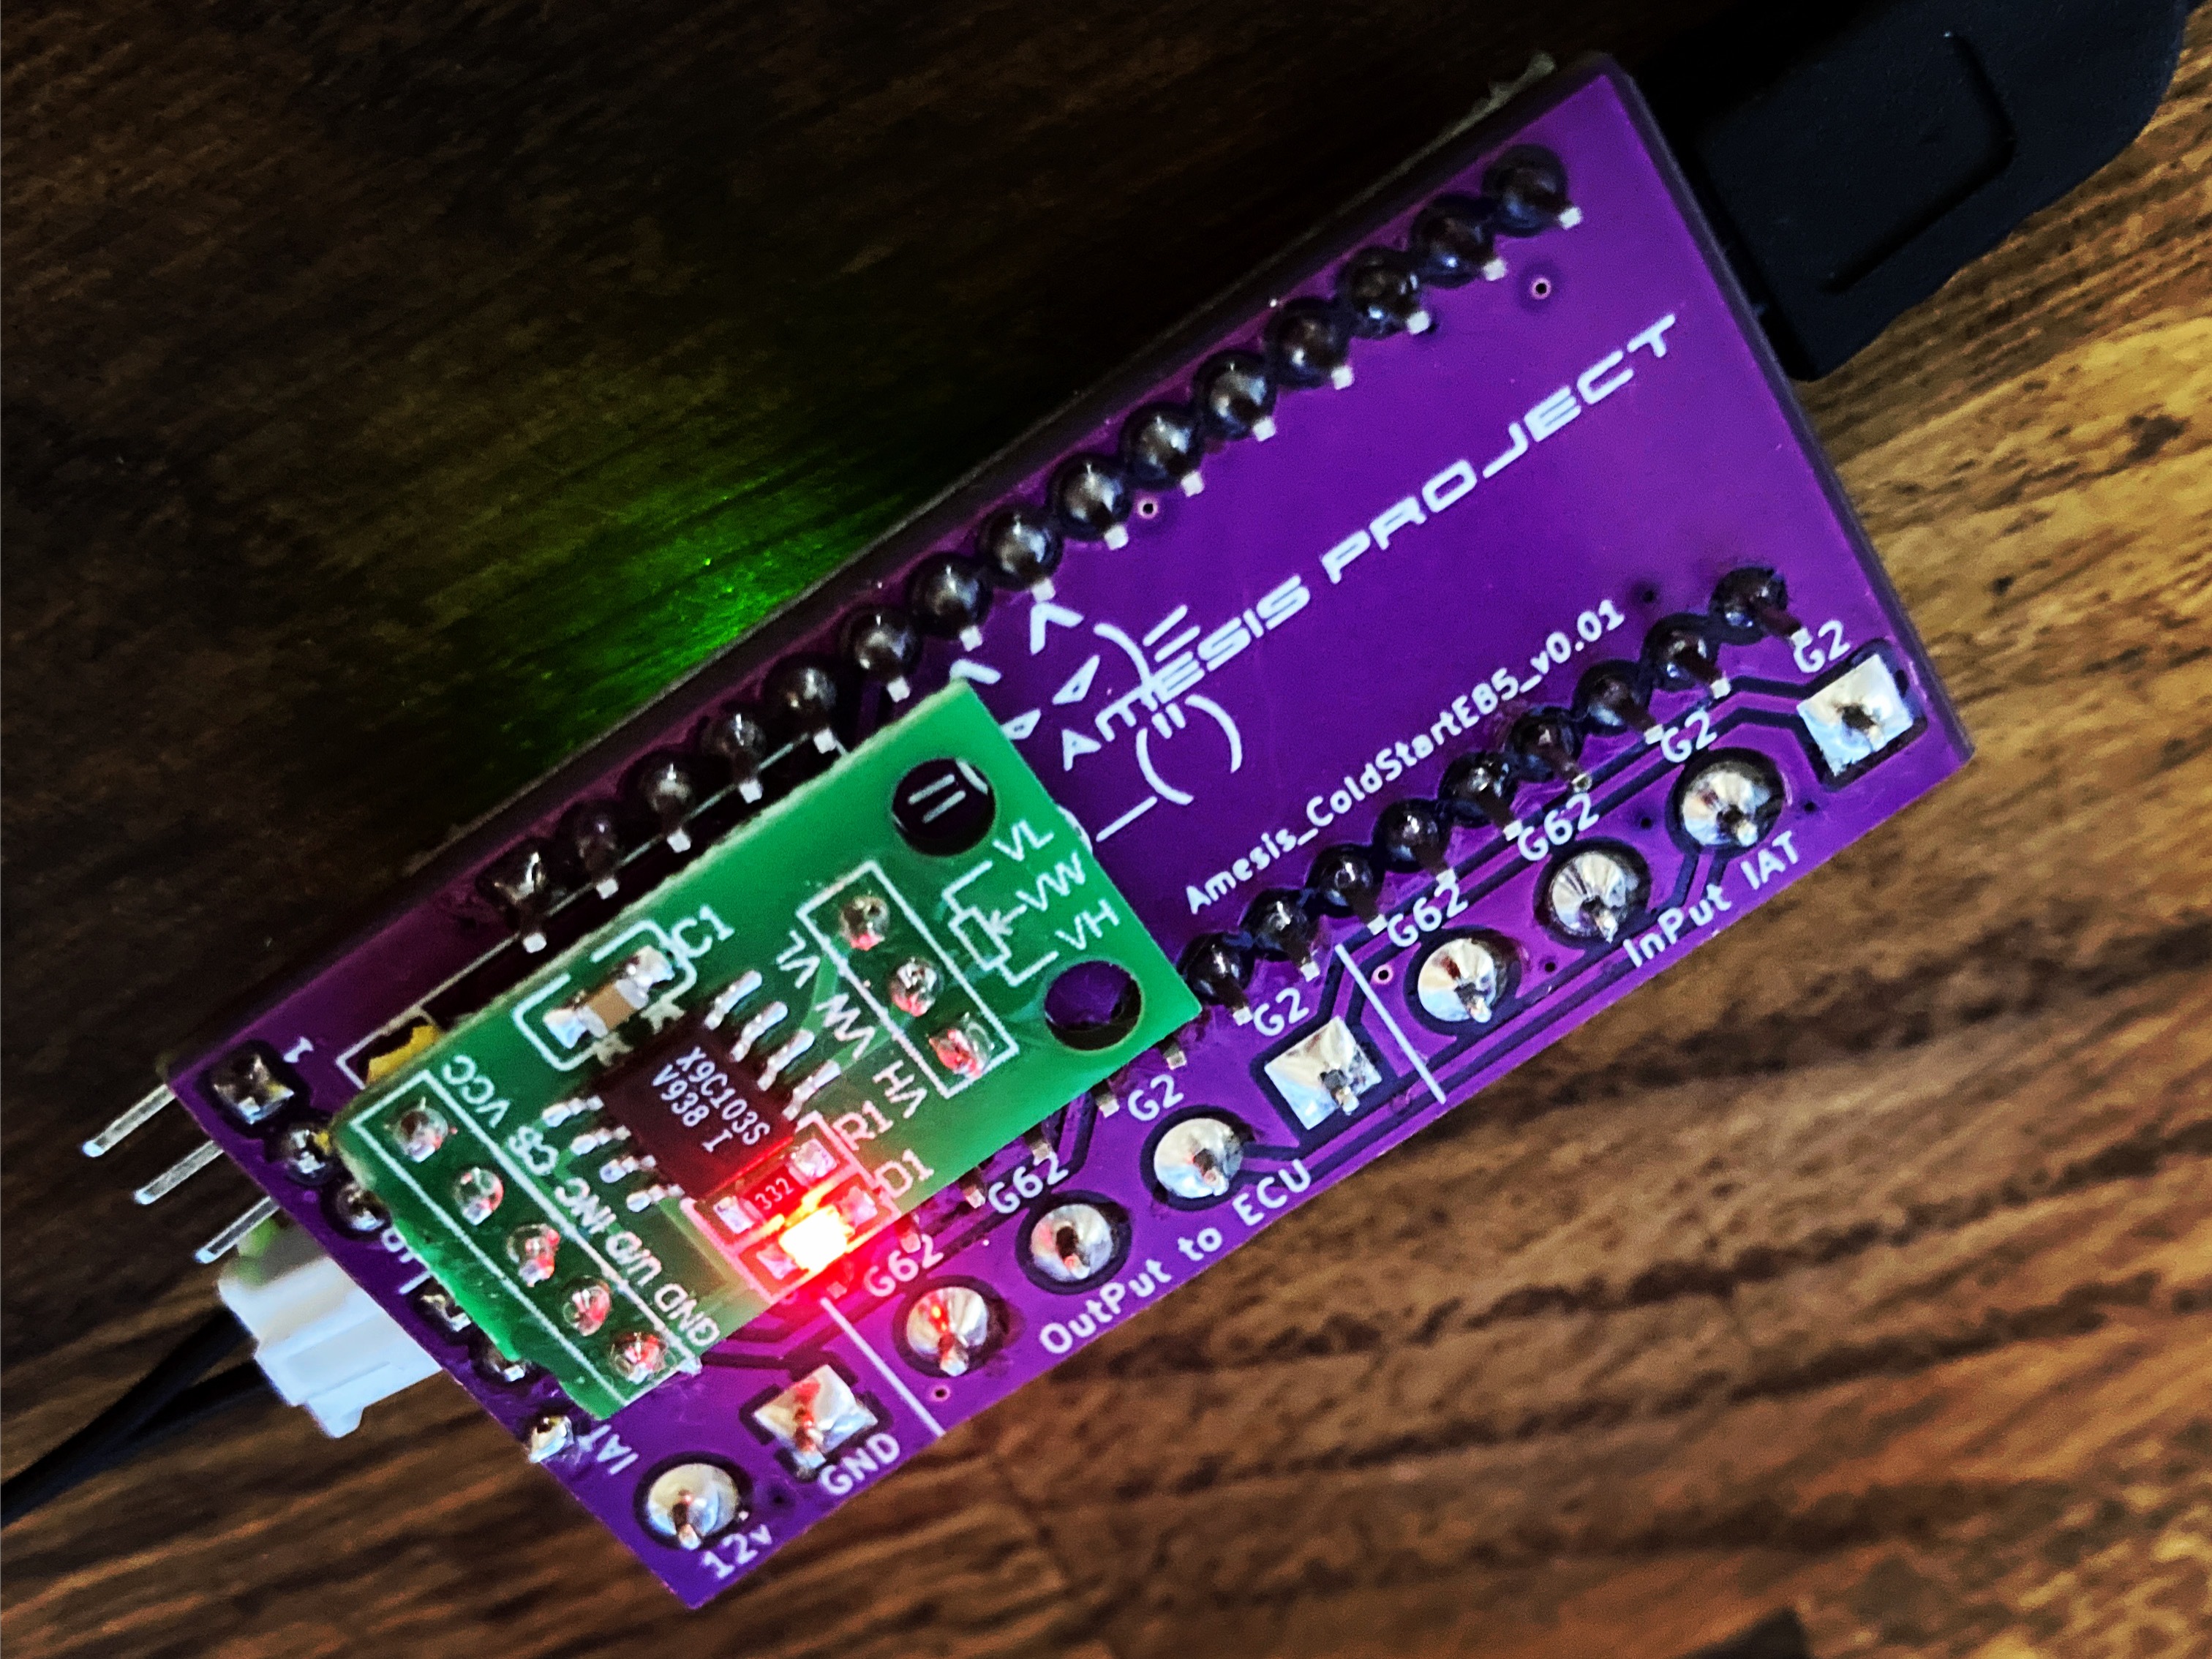 AMESIS PROJECT
Amesis_ColdStartE85_v0.01
G2
G2
G62
G62
InPut IAT
G2
G2
G62
G62
OutPut to ECU
GND
12v
IAT
1
VL
VW
VH
C1
VL
VW
VH
X9C103S
V938 I
R1
332
D1
VCC
CS
INC
U/D
GND